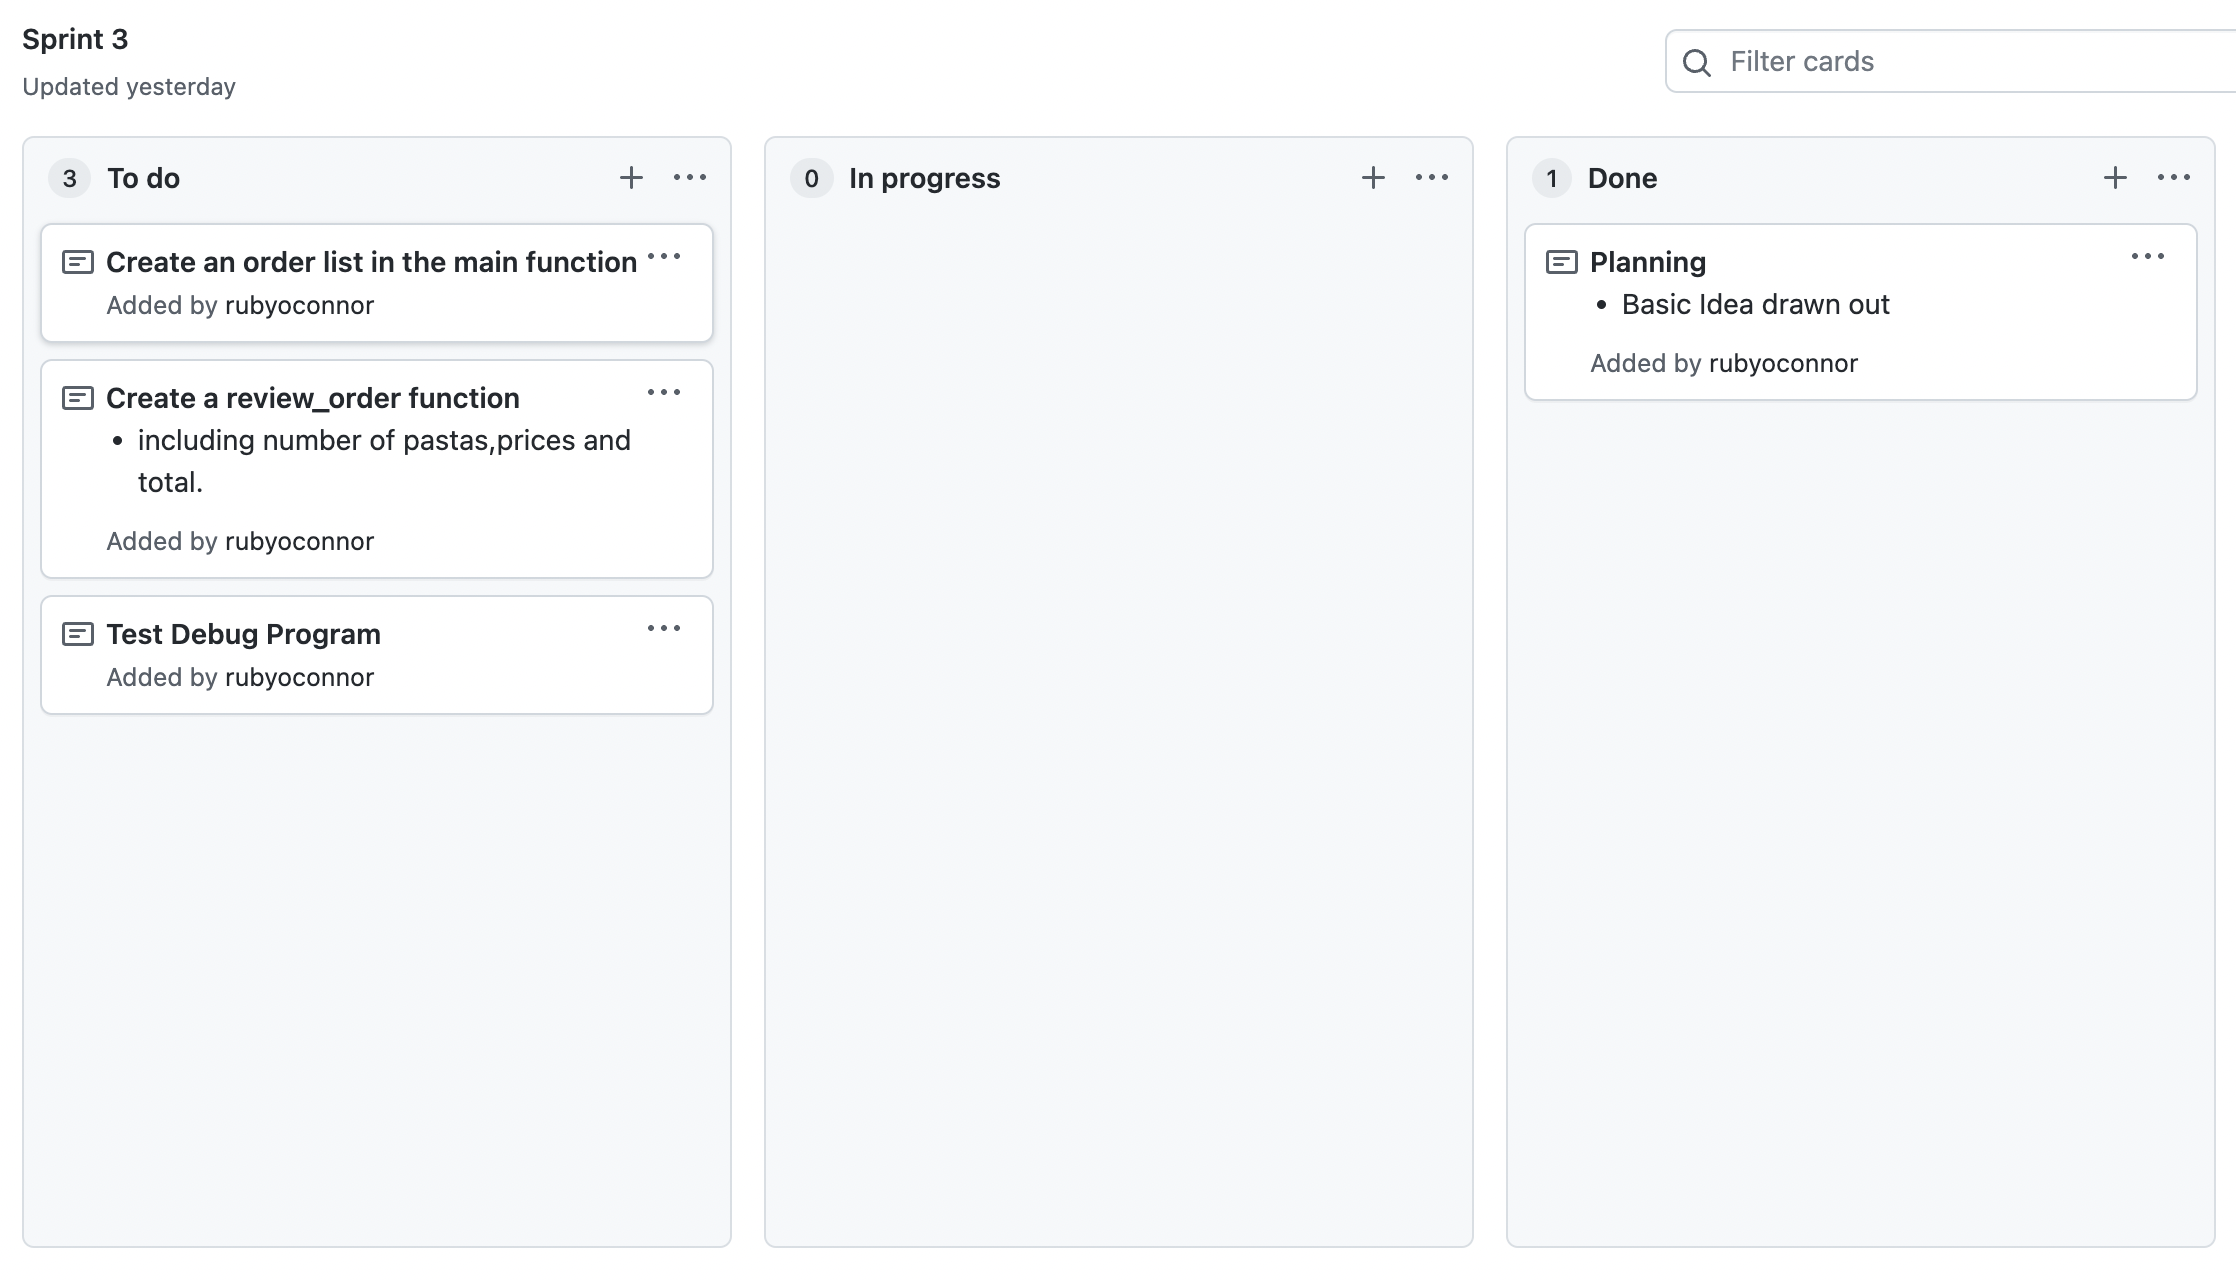 Sprint 3
Updated yesterday
Filter cards
3 To do
Create an order list in the main function
Added by rubyoconnor
Create a review_order function
• including number of pastas,prices and
total.
Added by rubyoconnor
Test Debug Program
Added by rubyoconnor
0 In progress
1 Done
Planning
• Basic Idea drawn out
Added by rubyoconnor